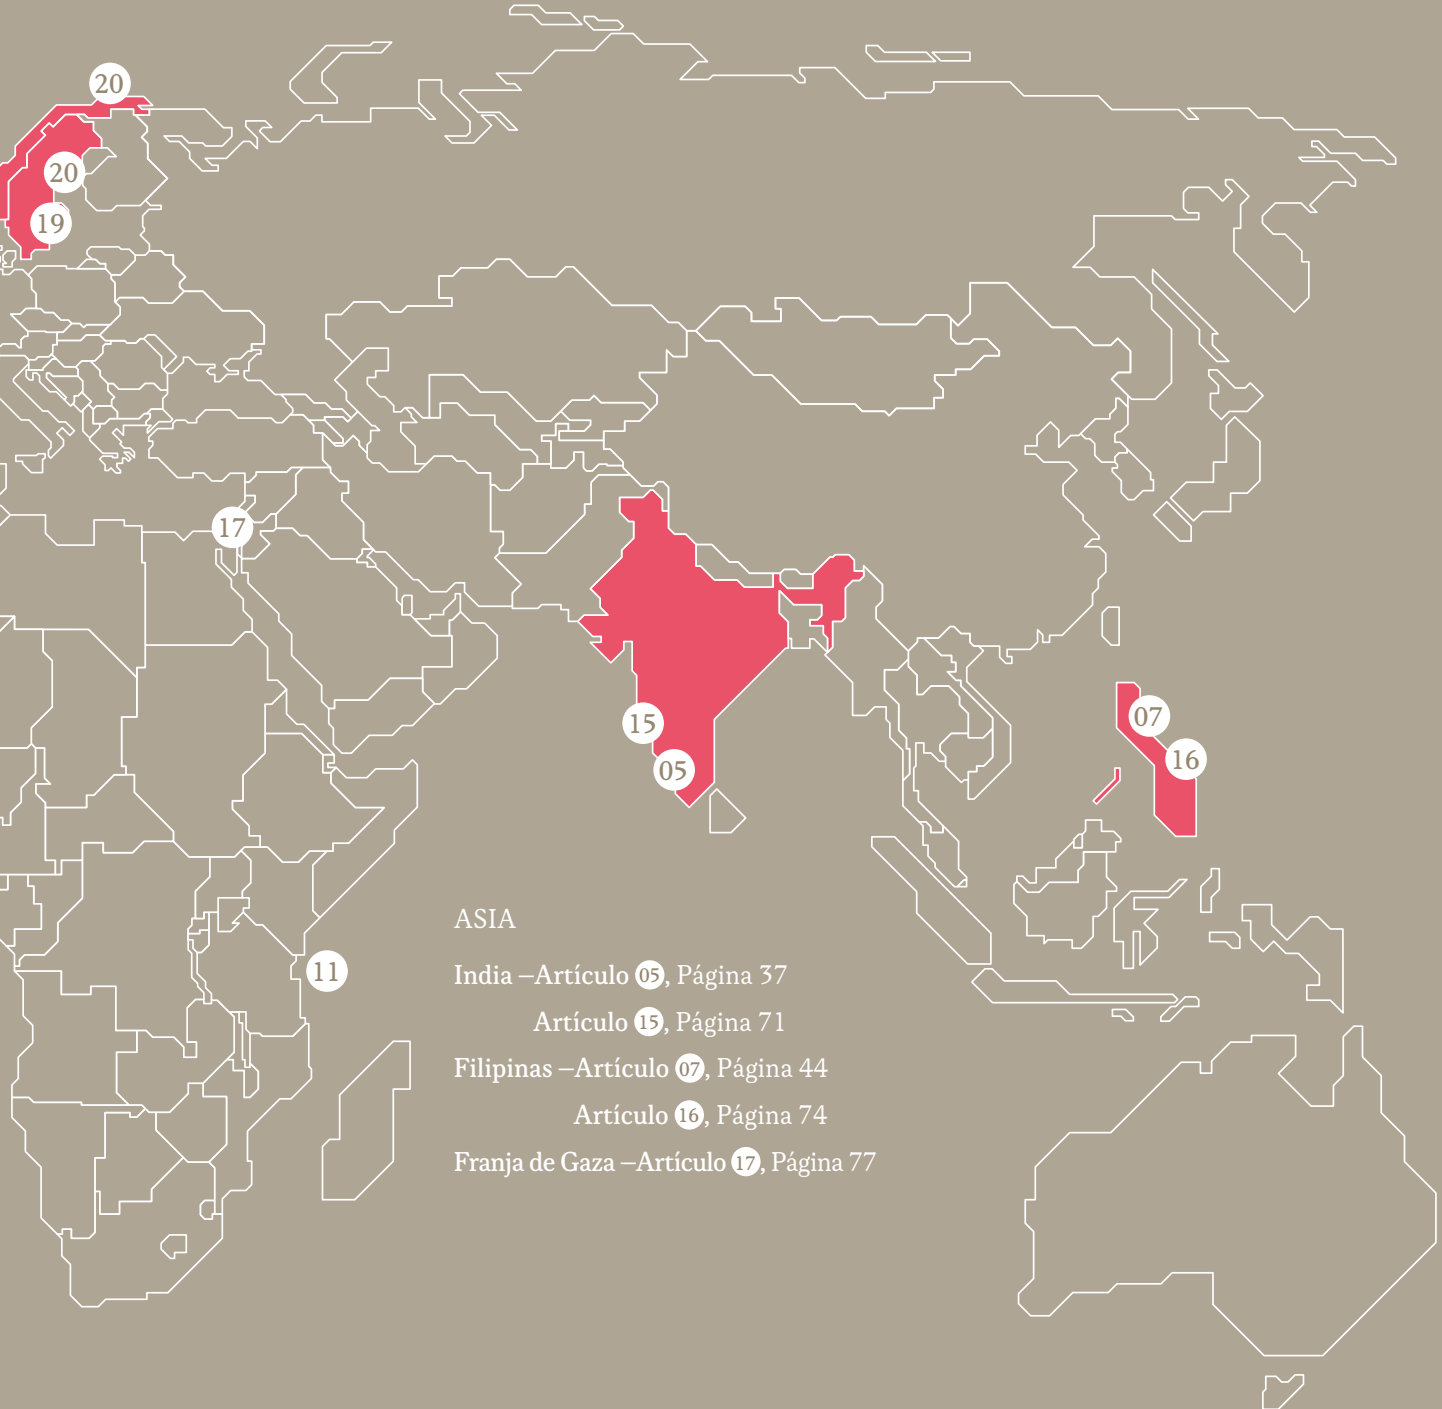 20
20
19
17
07
15
16
05
ASIA
11
India –Artículo 05, Página 37
Artículo 15, Página 71
Filipinas –Artículo 07, Página 44
Artículo 16, Página 74
Franja de Gaza –Artículo 17, Página 77